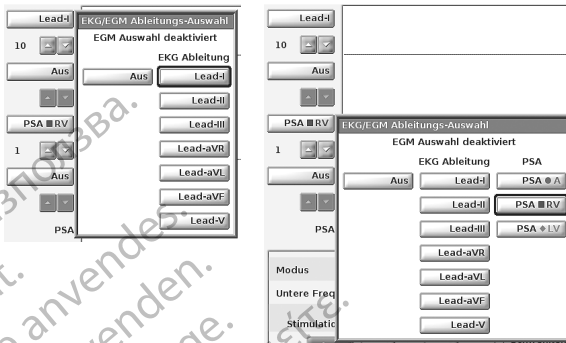 Lead-I
EKG/EGM Ableitungs-Auswahl
EGM Auswahl deaktiviert
10
EKG Ableitung
Aus
Aus
Lead-I
Lead-II
PSA RV
Lead-III
1
Lead-aVR
Aus
Lead-aVL
Lead-aVF
Lead-V
PSA
Lead-I
10
Aus
PSA RV
EKG/EGM Ableitungs-Auswahl
EGM Auswahl deaktiviert
1
EKG Ableitung
PSA
Aus
Aus
Lead-I
PSA A
Lead-II
PSA RV
PSA
Lead-III
PSA LV
Lead-aVR
Modus
Lead-aVL
Untere Freq
Lead-aVF
Stimulatio
Lead-V